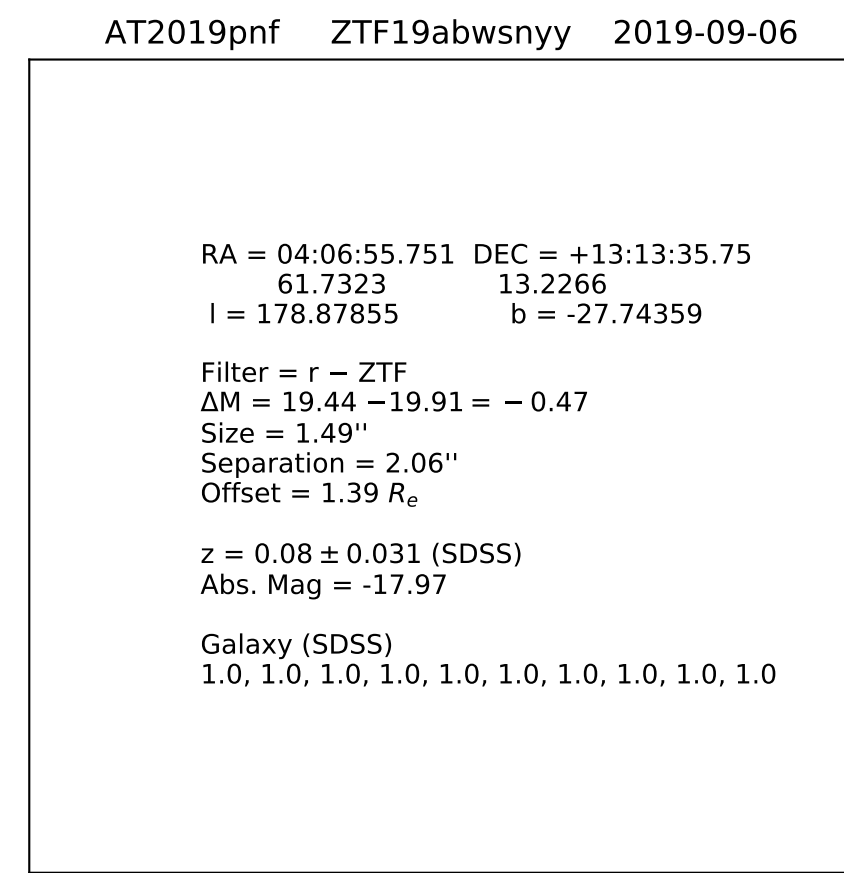 AT2019pnf ZTF19abwsnyy 2019-09-06
RA = 04:06:55.751 DEC = +13:13:35.75
61.7323 13.2266
l = 178.87855 b = -27.74359
Filter = r − ZTF
ΔM = 19.44 −19.91 = − 0.47
Size = 1.49''
Separation = 2.06''
Offset = 1.39 Rₑ
z = 0.08 ± 0.031 (SDSS)
Abs. Mag = -17.97
Galaxy (SDSS)
1.0, 1.0, 1.0, 1.0, 1.0, 1.0, 1.0, 1.0, 1.0, 1.0